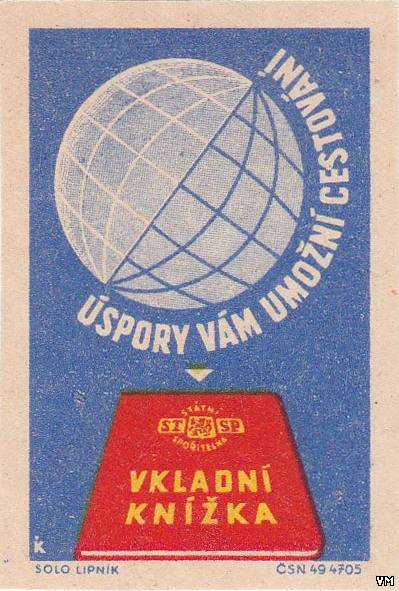 ÚSPORY VÁM UMOŽNÍ CESTOVÁNÍ
STÁTNÍ
ST SP
SPOŘITELNA
VKLADNÍ
KNÍŽKA
K
SOLO LIPNÍK
ČSN 49 4705
VM